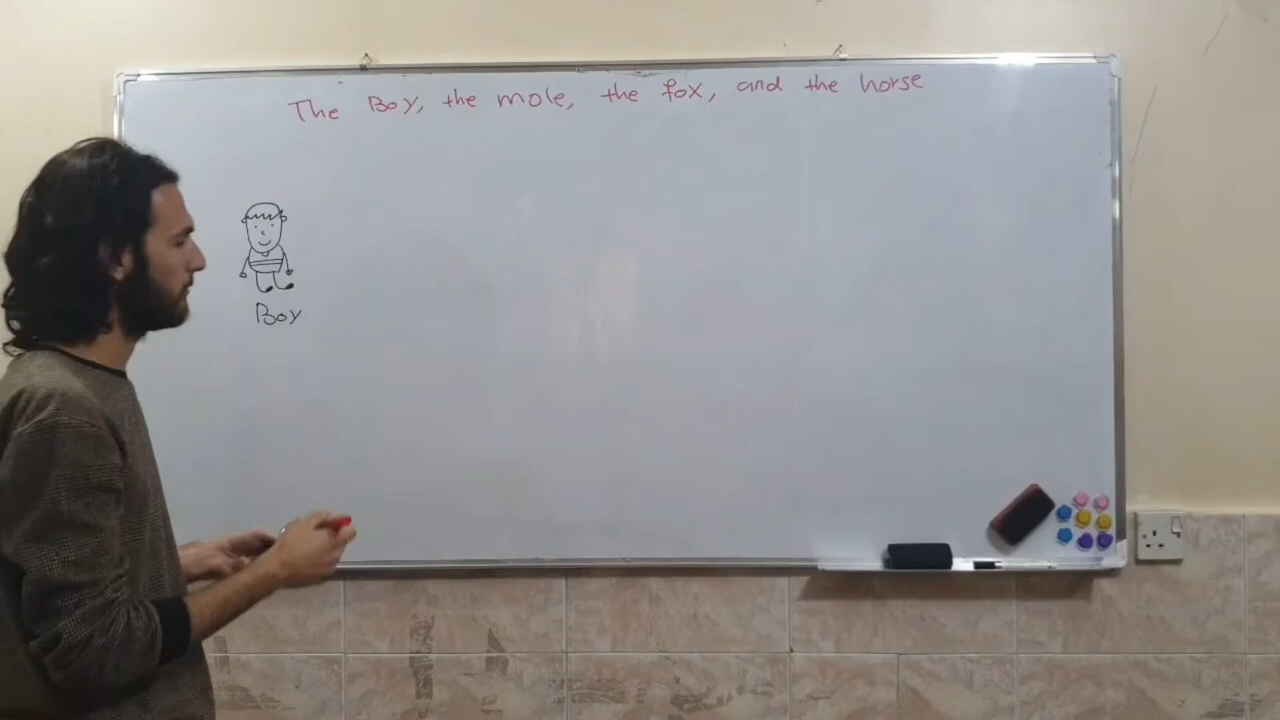 The Boy, the mole, the fox, and the horse
Boy